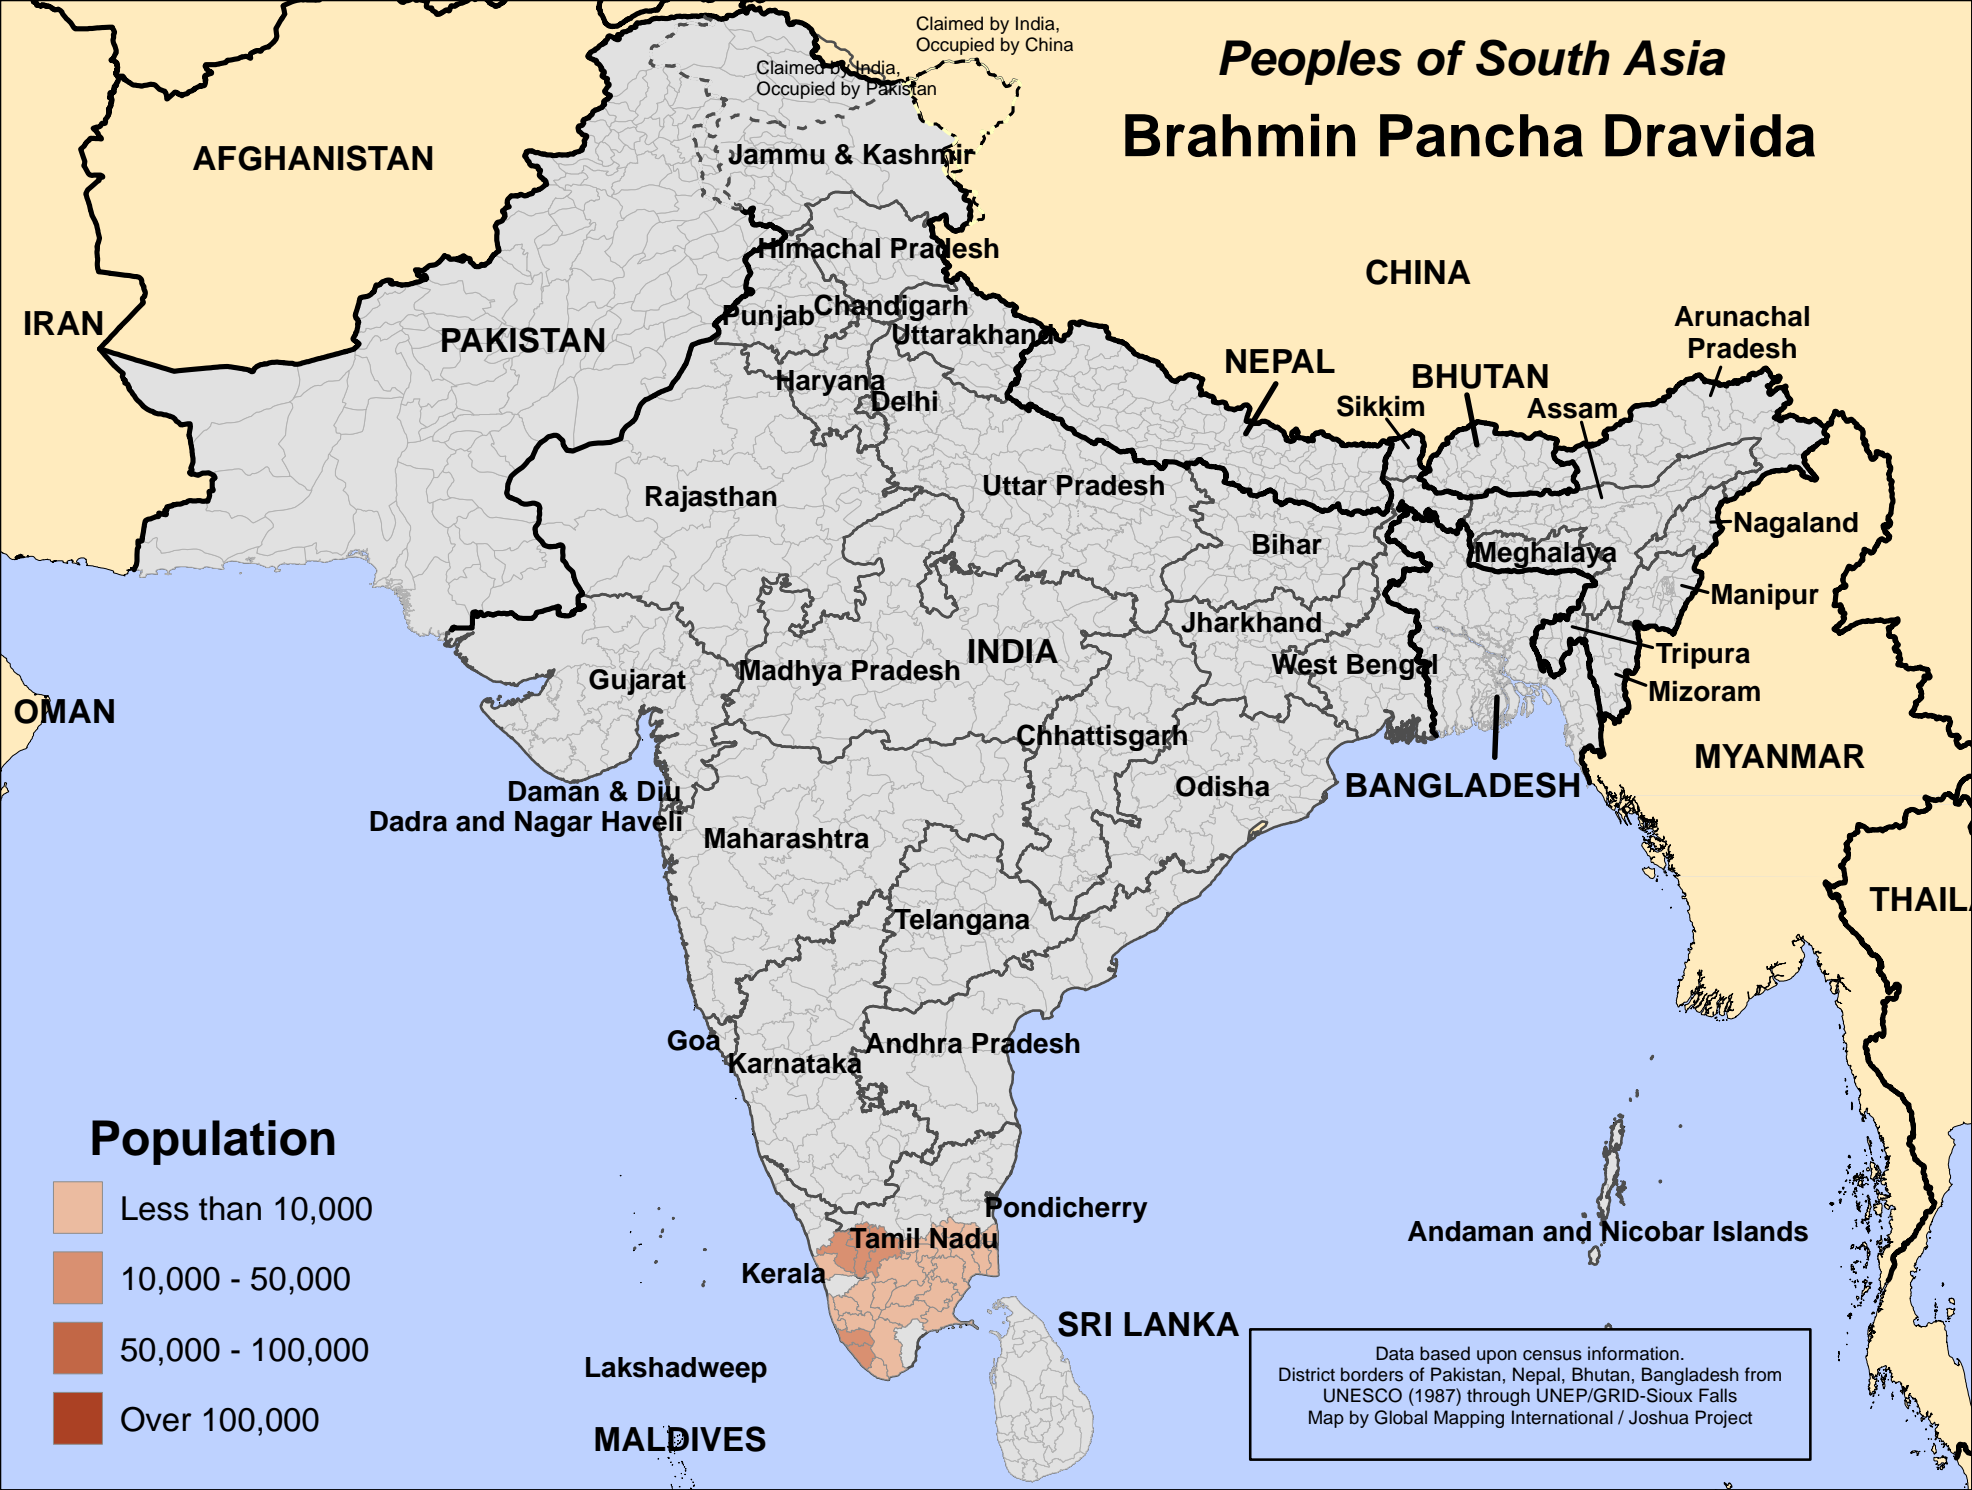 Claimed by India,
Occupied by China
Peoples of South Asia
Brahmin Pancha Dravida
Claimed by India,
Occupied by Pakistan
AFGHANISTAN
Jammu & Kashmir
Himachal Pradesh
CHINA
IRAN
PAKISTAN
Punjab
Chandigarh
Uttarakhand
Arunachal
Pradesh
NEPAL
BHUTAN
Haryana
Delhi
Sikkim
Assam
Rajasthan
Uttar Pradesh
Bihar
Nagaland
Meghalaya
Manipur
Jharkhand
INDIA
Tripura
West Bengal
Madhya Pradesh
Gujarat
Mizoram
OMAN
Chhattisgarh
MYANMAR
Odisha
BANGLADESH
Daman & Diu
Dadra and Nagar Haveli
Maharashtra
Telangana
THAIL
Goa
Karnataka
Andhra Pradesh
Population
Less than 10,000
10,000 - 50,000
50,000 - 100,000
Over 100,000
Pondicherry
Tamil Nadu
Kerala
Andaman and Nicobar Islands
SRI LANKA
Lakshadweep
MALDIVES
Data based upon census information.
District borders of Pakistan, Nepal, Bhutan, Bangladesh from
UNESCO (1987) through UNEP/GRID-Sioux Falls
Map by Global Mapping International / Joshua Project